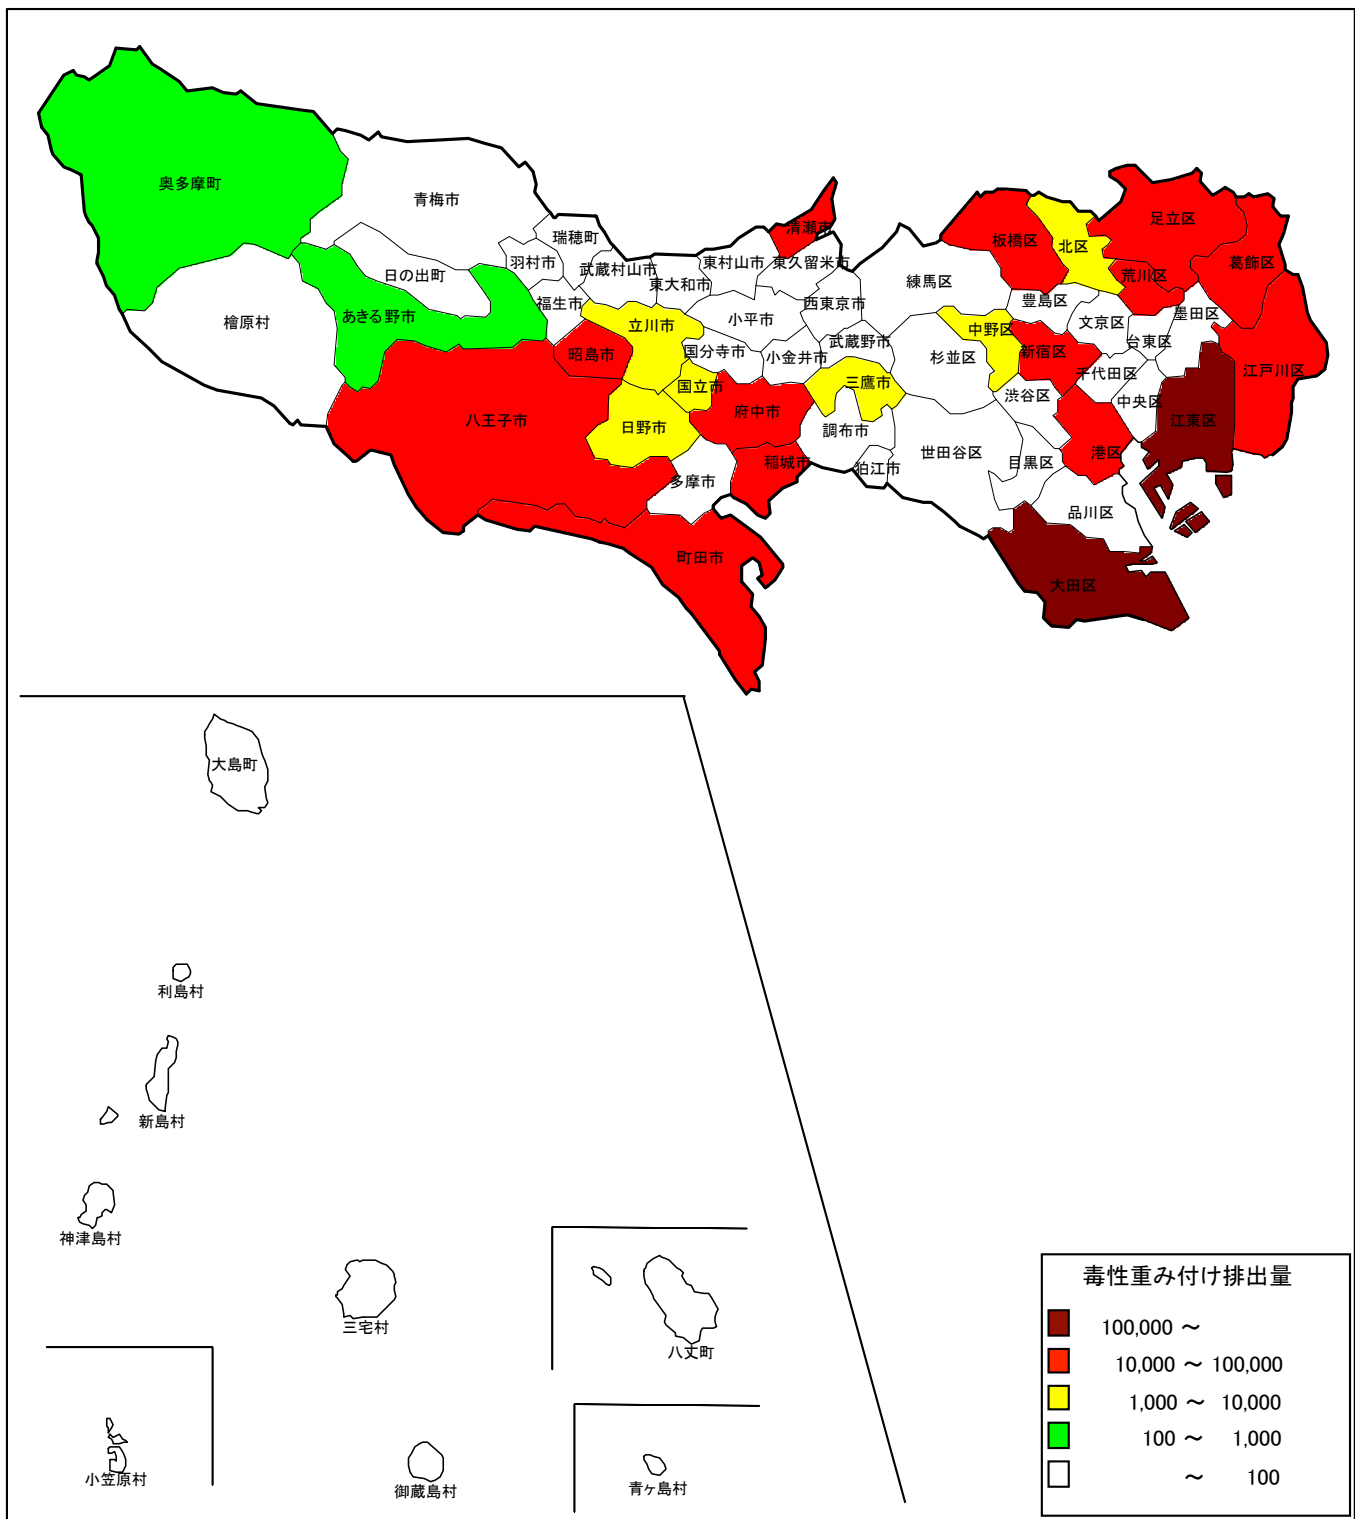 奥多摩町
青梅市
瑞穂町
羽村市
日の出町
福生市
武蔵村山市
東大和市
東村山市
清瀬市
東久留米市
檜原村
あきる野市
立川市
昭島市
国分寺市
小平市
小金井市
西東京市
武蔵野市
三鷹市
国立市
府中市
日野市
八王子市
調布市
狛江市
稲城市
多摩市
町田市
練馬区
板橋区
北区
足立区
葛飾区
荒川区
豊島区
文京区
台東区
墨田区
中野区
杉並区
新宿区
千代田区
渋谷区
中央区
江東区
江戸川区
世田谷区
目黒区
港区
品川区
大田区
大島町
利島村
新島村
神津島村
三宅村
八丈町
小笠原村
御蔵島村
青ヶ島村
毒性重み付け排出量
100,000 ～
10,000 ～ 100,000
1,000 ～ 10,000
100 ～ 1,000
～ 100